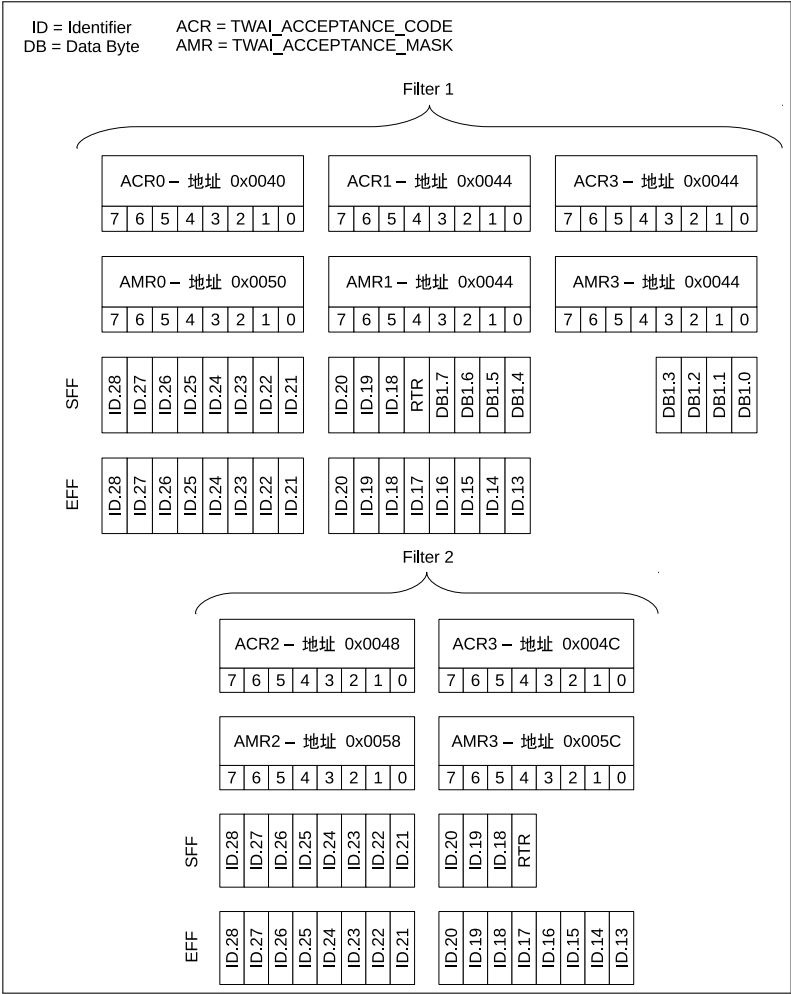 ID = Identifier ACR = TWAI_ACCEPTANCE_CODE
DB = Data Byte AMR = TWAI_ACCEPTANCE_MASK
Filter 1
ACR0 – 地址 0x0040 ACR1 – 地址 0x0044 ACR3 – 地址 0x0044
7 6 5 4 3 2 1 0 7 6 5 4 3 2 1 0 7 6 5 4 3 2 1 0
AMR0 – 地址 0x0050 AMR1 – 地址 0x0044 AMR3 – 地址 0x0044
7 6 5 4 3 2 1 0 7 6 5 4 3 2 1 0 7 6 5 4 3 2 1 0
SFF ID.28 ID.27 ID.26 ID.25 ID.24 ID.23 ID.22 ID.21 ID.20 ID.19 ID.18 RTR DB1.7 DB1.6 DB1.5 DB1.4 DB1.3 DB1.2 DB1.1 DB1.0
EFF ID.28 ID.27 ID.26 ID.25 ID.24 ID.23 ID.22 ID.21 ID.20 ID.19 ID.18 ID.17 ID.16 ID.15 ID.14 ID.13
Filter 2
ACR2 – 地址 0x0048 ACR3 – 地址 0x004C
7 6 5 4 3 2 1 0 7 6 5 4 3 2 1 0
AMR2 – 地址 0x0058 AMR3 – 地址 0x005C
7 6 5 4 3 2 1 0 7 6 5 4 3 2 1 0
SFF ID.28 ID.27 ID.26 ID.25 ID.24 ID.23 ID.22 ID.21 ID.20 ID.19 ID.18 RTR
EFF ID.28 ID.27 ID.26 ID.25 ID.24 ID.23 ID.22 ID.21 ID.20 ID.19 ID.18 ID.17 ID.16 ID.15 ID.14 ID.13